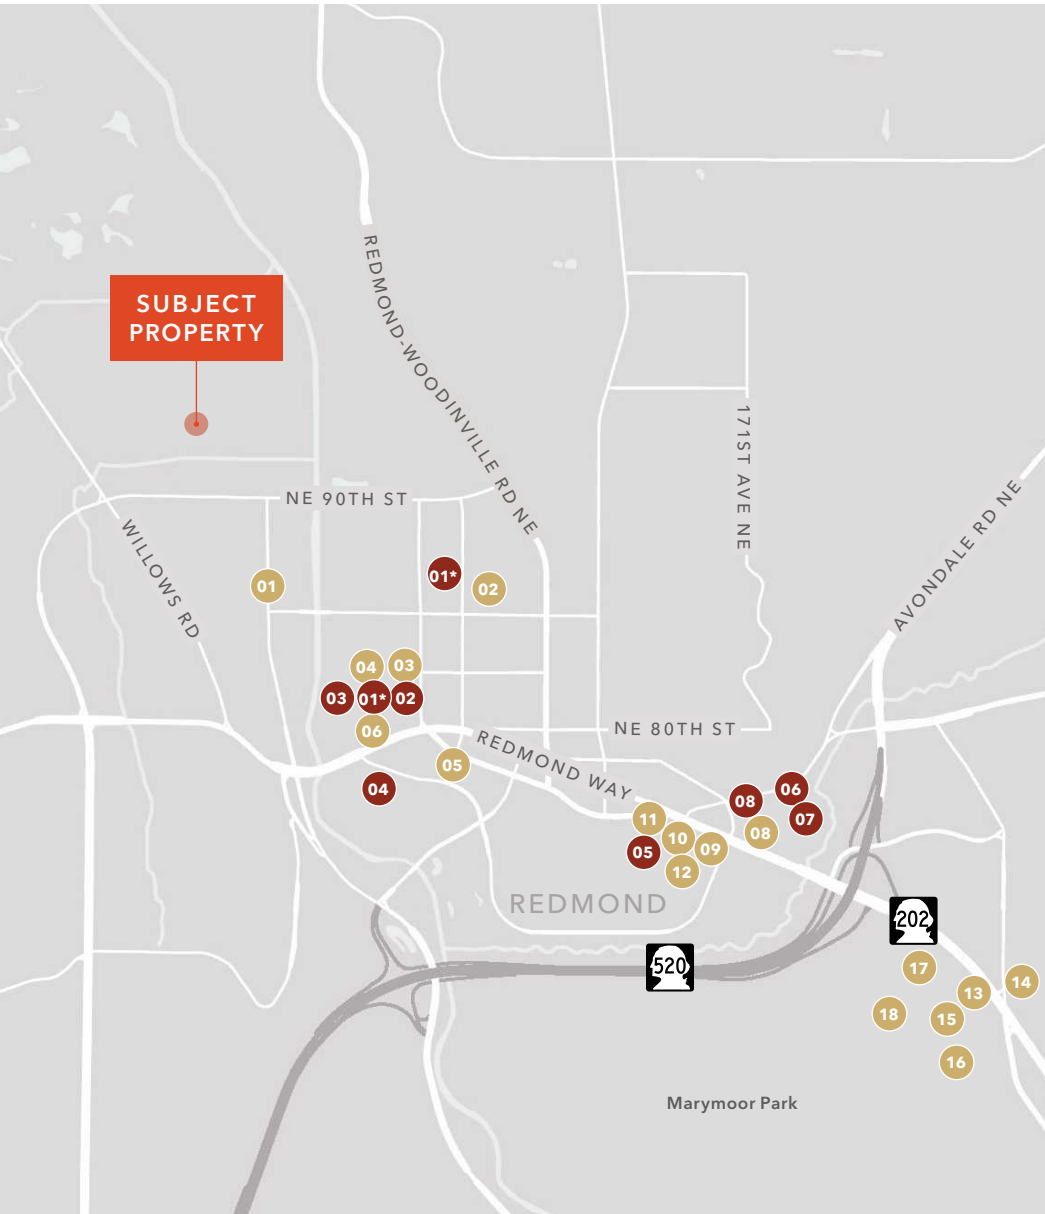 SUBJECT
PROPERTY
REDMOND-WOODINVILLE RD NE
171ST AVE NE
AVONDALE RD NE
NE 90TH ST
WILLOWS RD
01
01*
02
04
03
03
01*
02
06
NE 80TH ST
REDMOND WAY
05
04
08
06
07
11
10
08
09
05
12
REDMOND
202
520
17
14
13
18
15
16
Marymoor Park